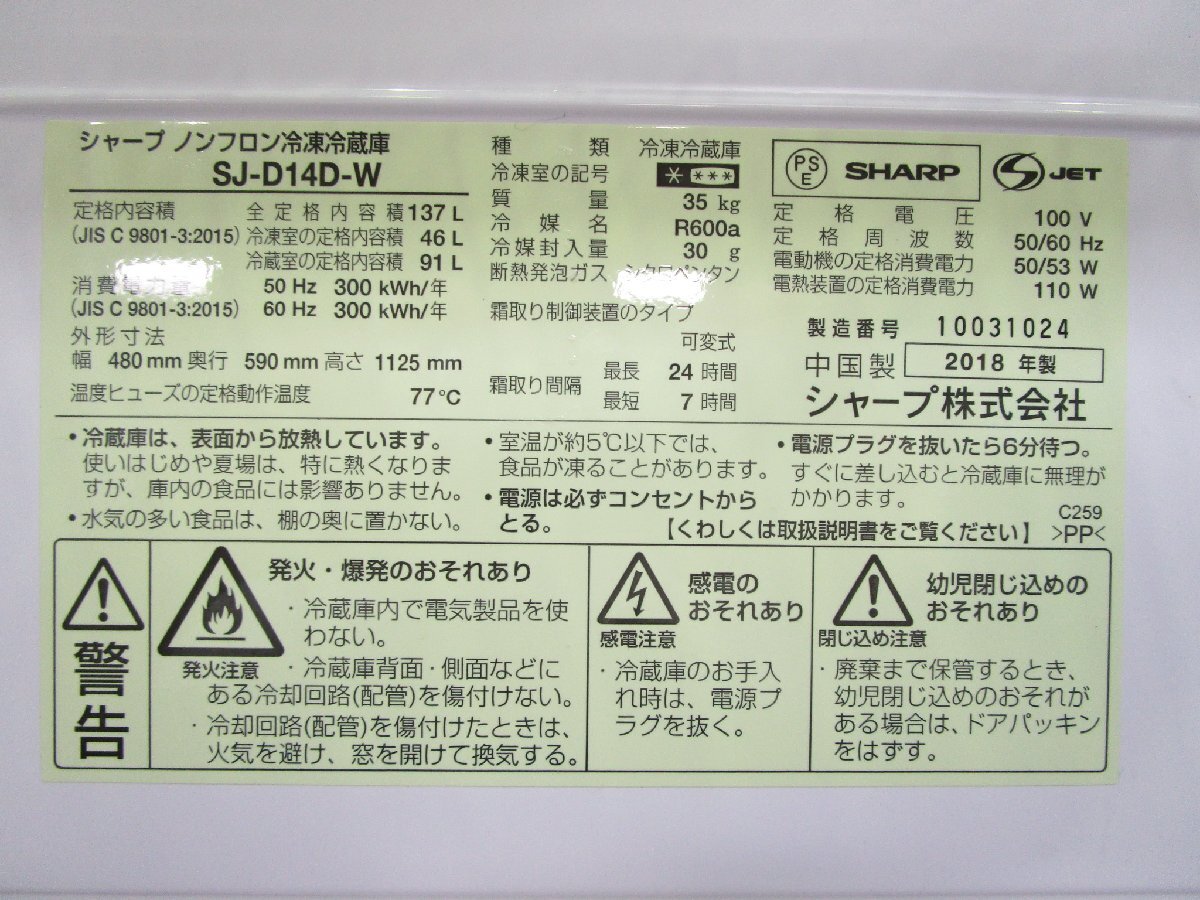 シャープ ノンフロン冷凍冷蔵庫
SJ-D14D-W
定格内容積 全定格内容積 137 L
(JIS C 9801-3:2015) 冷凍室の定格内容積 46 L
冷蔵室の定格内容積 91 L
消費電力量 50 Hz 300 kWh/年
(JIS C 9801-3:2015) 60 Hz 300 kWh/年
外形寸法
幅 480 mm 奥行 590 mm 高さ 1125 mm
温度ヒューズの定格動作温度 77℃
種類 冷凍冷蔵庫
冷凍室の記号
質量 35 kg
冷媒名 R600a
冷媒封入量 30 g
断熱発泡ガス シクロペンタン
霜取り制御装置のタイプ
可変式
霜取り間隔 最長 24 時間
最短 7 時間
PSE SHARP JET
定格電圧 100 V
定格周波数 50/60 Hz
電動機の定格消費電力 50/53 W
電熱装置の定格消費電力 110 W
製造番号 10031024
中国製 2018 年製
シャープ株式会社
・冷蔵庫は、表面から放熱しています。
使いはじめや夏場は、特に熱くなりま
すが、庫内の食品には影響ありません。
・水気の多い食品は、棚の奥に置かない。
・室温が約5℃以下では、
食品が凍ることがあります。
・電源は必ずコンセントから
とる。
・電源プラグを抜いたら6分待つ。
すぐに差し込むと冷蔵庫に無理が
かかります。
C259
【くわしくは取扱説明書をご覧ください】 >PP<
警告
発火・爆発のおそれあり
発火注意
・冷蔵庫内で電気製品を使
わない。
・冷蔵庫背面・側面などに
ある冷却回路(配管)を傷付けない。
・冷却回路(配管)を傷付けたときは、
火気を避け、窓を開けて換気する。
感電の
おそれあり
感電注意
・冷蔵庫のお手入
れ時は、電源プ
ラグを抜く。
幼児閉じ込めの
おそれあり
閉じ込め注意
・廃棄まで保管するとき、
幼児閉じ込めのおそれが
ある場合は、ドアパッキン
をはずす。